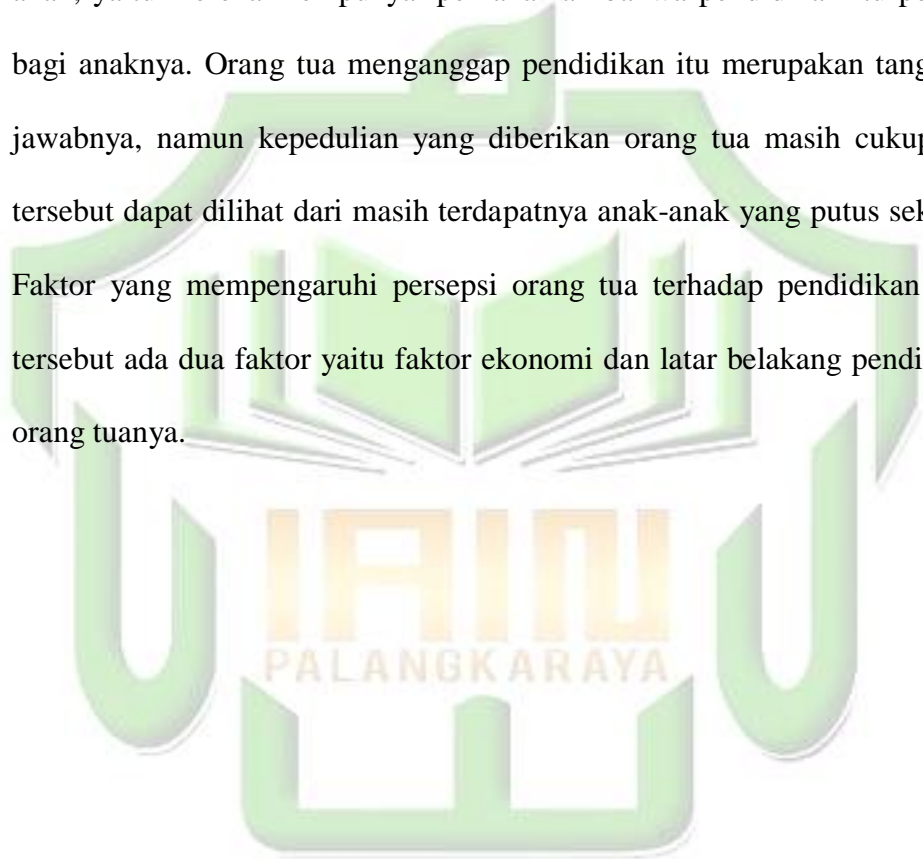 bagi anaknya. Orang tua menganggap pendidikan itu merupakan tang
jawabnya, namun kepedulian yang diberikan orang tua masih cukup
tersebut dapat dilihat dari masih terdapatnya anak-anak yang putus sek
Faktor yang mempengaruhi persepsi orang tua terhadap pendidikan
tersebut ada dua faktor yaitu faktor ekonomi dan latar belakang pendi
orang tuanya.
IAIN
PALANGKARAYA